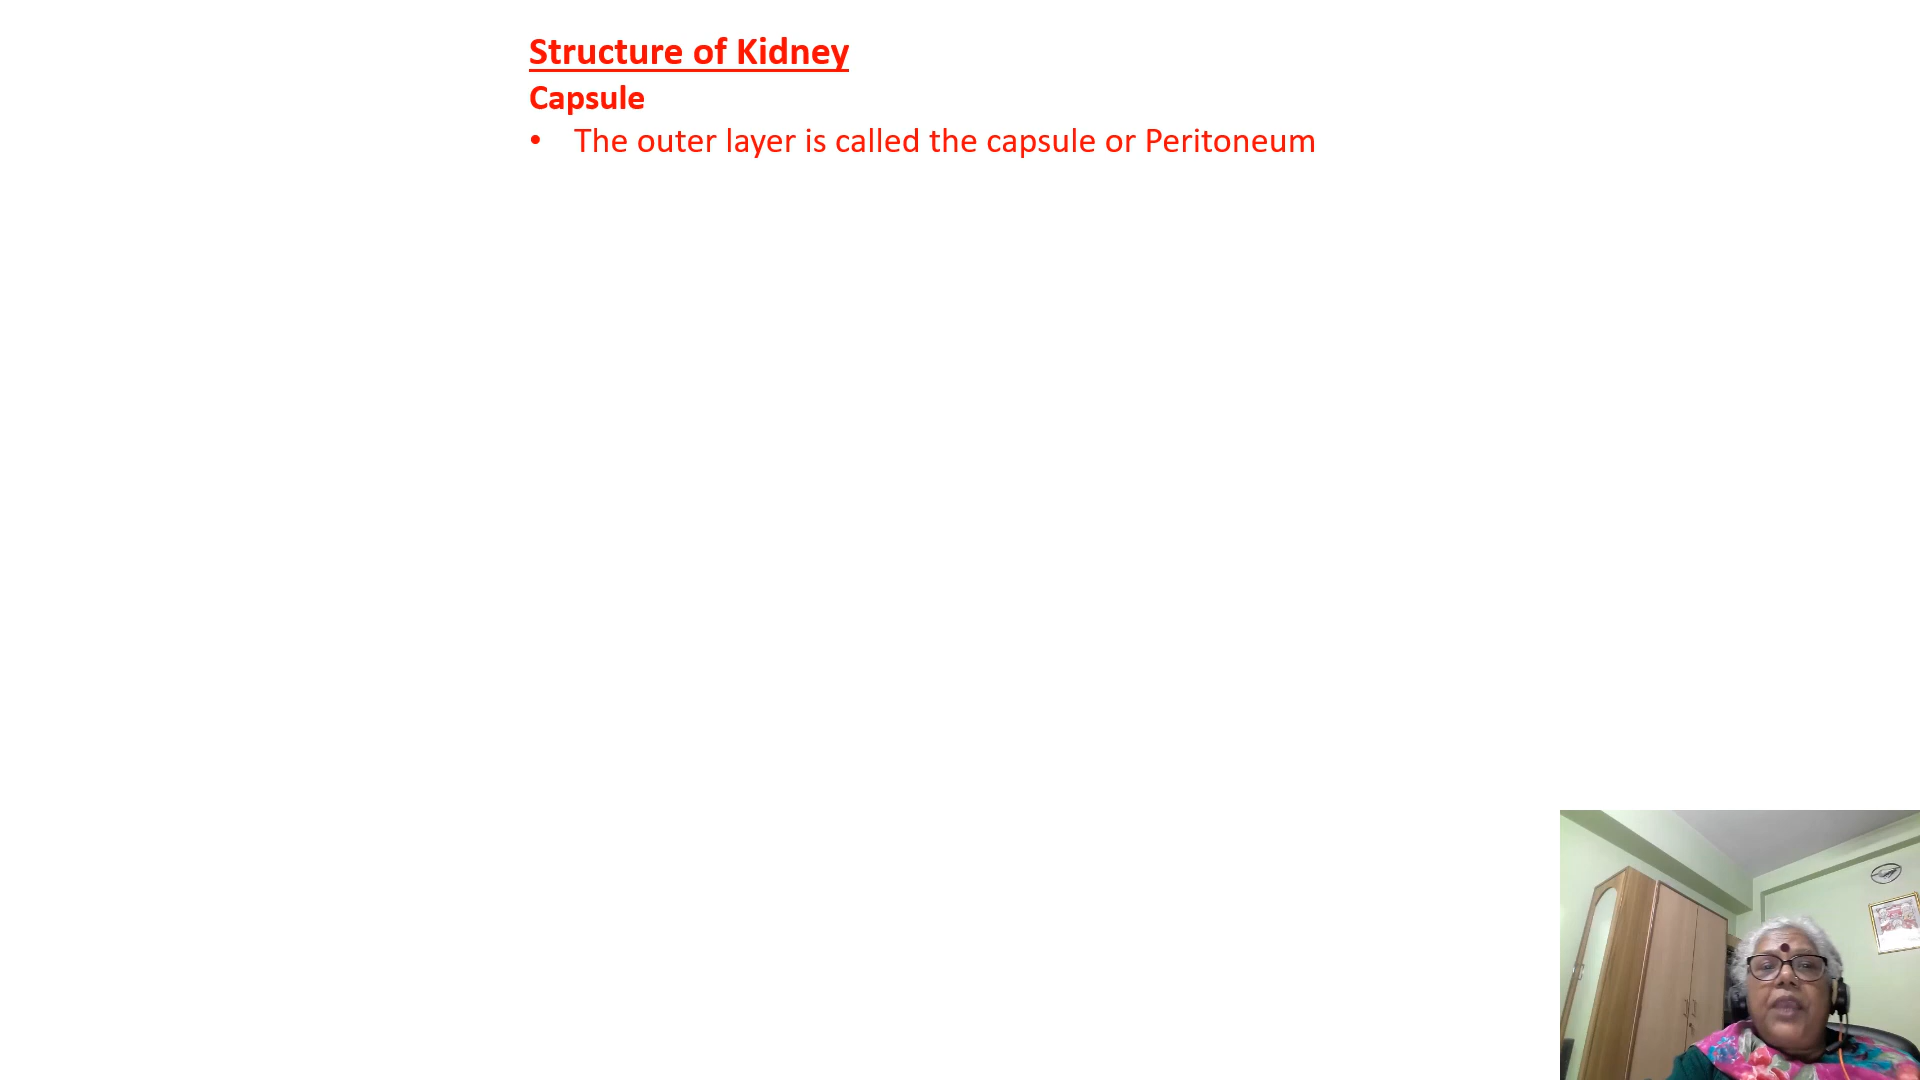 Structure of Kidney
Capsule
• The outer layer is called the capsule or Peritoneum